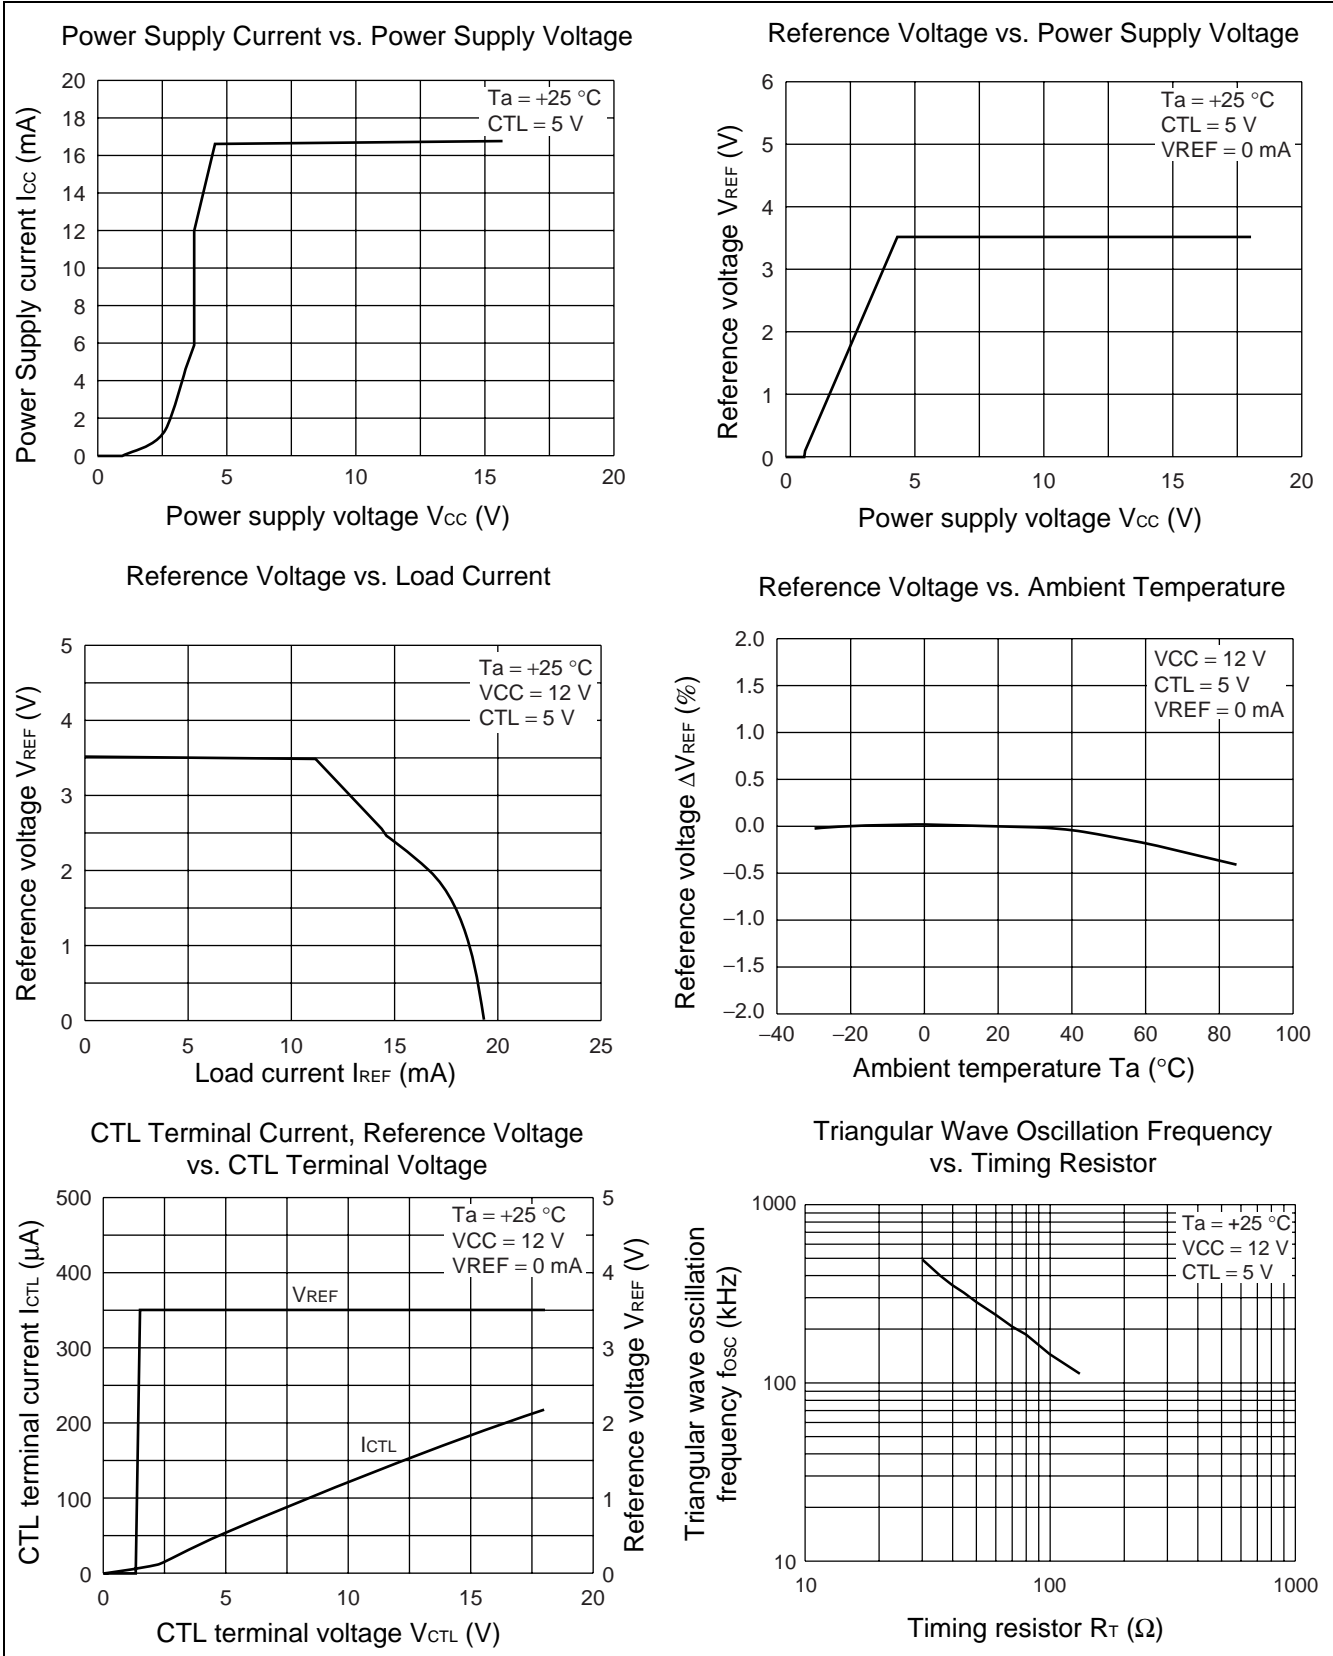 Power Supply Current vs. Power Supply Voltage
Power Supply current ICC (mA)
20
18
16
14
12
10
8
6
4
2
0
Ta = +25 °C
CTL = 5 V
0 5 10 15 20
Power supply voltage VCC (V)
Reference Voltage vs. Power Supply Voltage
Reference voltage VREF (V)
6
5
4
3
2
1
0
Ta = +25 °C
CTL = 5 V
VREF = 0 mA
0 5 10 15 20
Power supply voltage VCC (V)
Reference Voltage vs. Load Current
Reference voltage VREF (V)
5
4
3
2
1
0
Ta = +25 °C
VCC = 12 V
CTL = 5 V
0 5 10 15 20 25
Load current IREF (mA)
Reference Voltage vs. Ambient Temperature
Reference voltage ΔVREF (%)
2.0
1.5
1.0
0.5
0.0
−0.5
−1.0
−1.5
−2.0
VCC = 12 V
CTL = 5 V
VREF = 0 mA
−40 −20 0 20 40 60 80 100
Ambient temperature Ta (°C)
CTL Terminal Current, Reference Voltage
vs. CTL Terminal Voltage
CTL terminal current ICTL (μA)
500
400
300
200
100
0
Ta = +25 °C
VCC = 12 V
VREF = 0 mA
VREF
ICTL
5
4
3
2
1
0
Reference voltage VREF (V)
0 5 10 15 20
CTL terminal voltage VCTL (V)
Triangular Wave Oscillation Frequency
vs. Timing Resistor
Triangular wave oscillation
frequency fOSC (kHz)
1000
100
10
Ta = +25 °C
VCC = 12 V
CTL = 5 V
10 100 1000
Timing resistor RT (Ω)